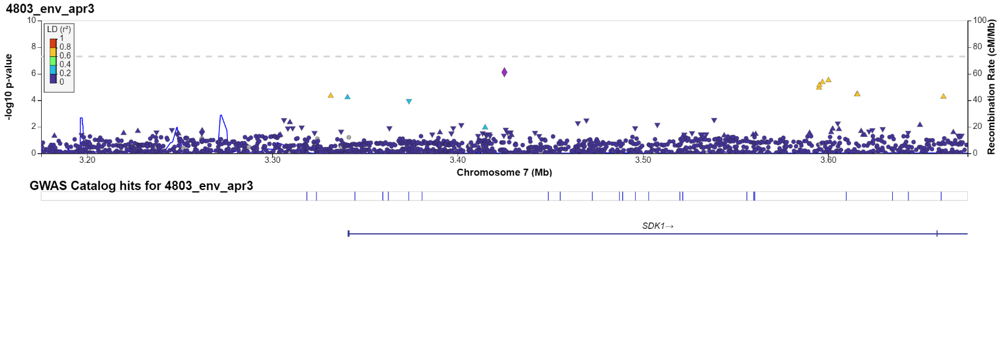 4803_env_apr3
10
8
6
4
2
0
-log10 p-value
LD (r²)
1
0.8
0.6
0.4
0.2
0
100
80
60
40
20
0
Recombination Rate (cM/Mb)
3.20 3.30 3.40 3.50 3.60
Chromosome 7 (Mb)
GWAS Catalog hits for 4803_env_apr3
SDK1→